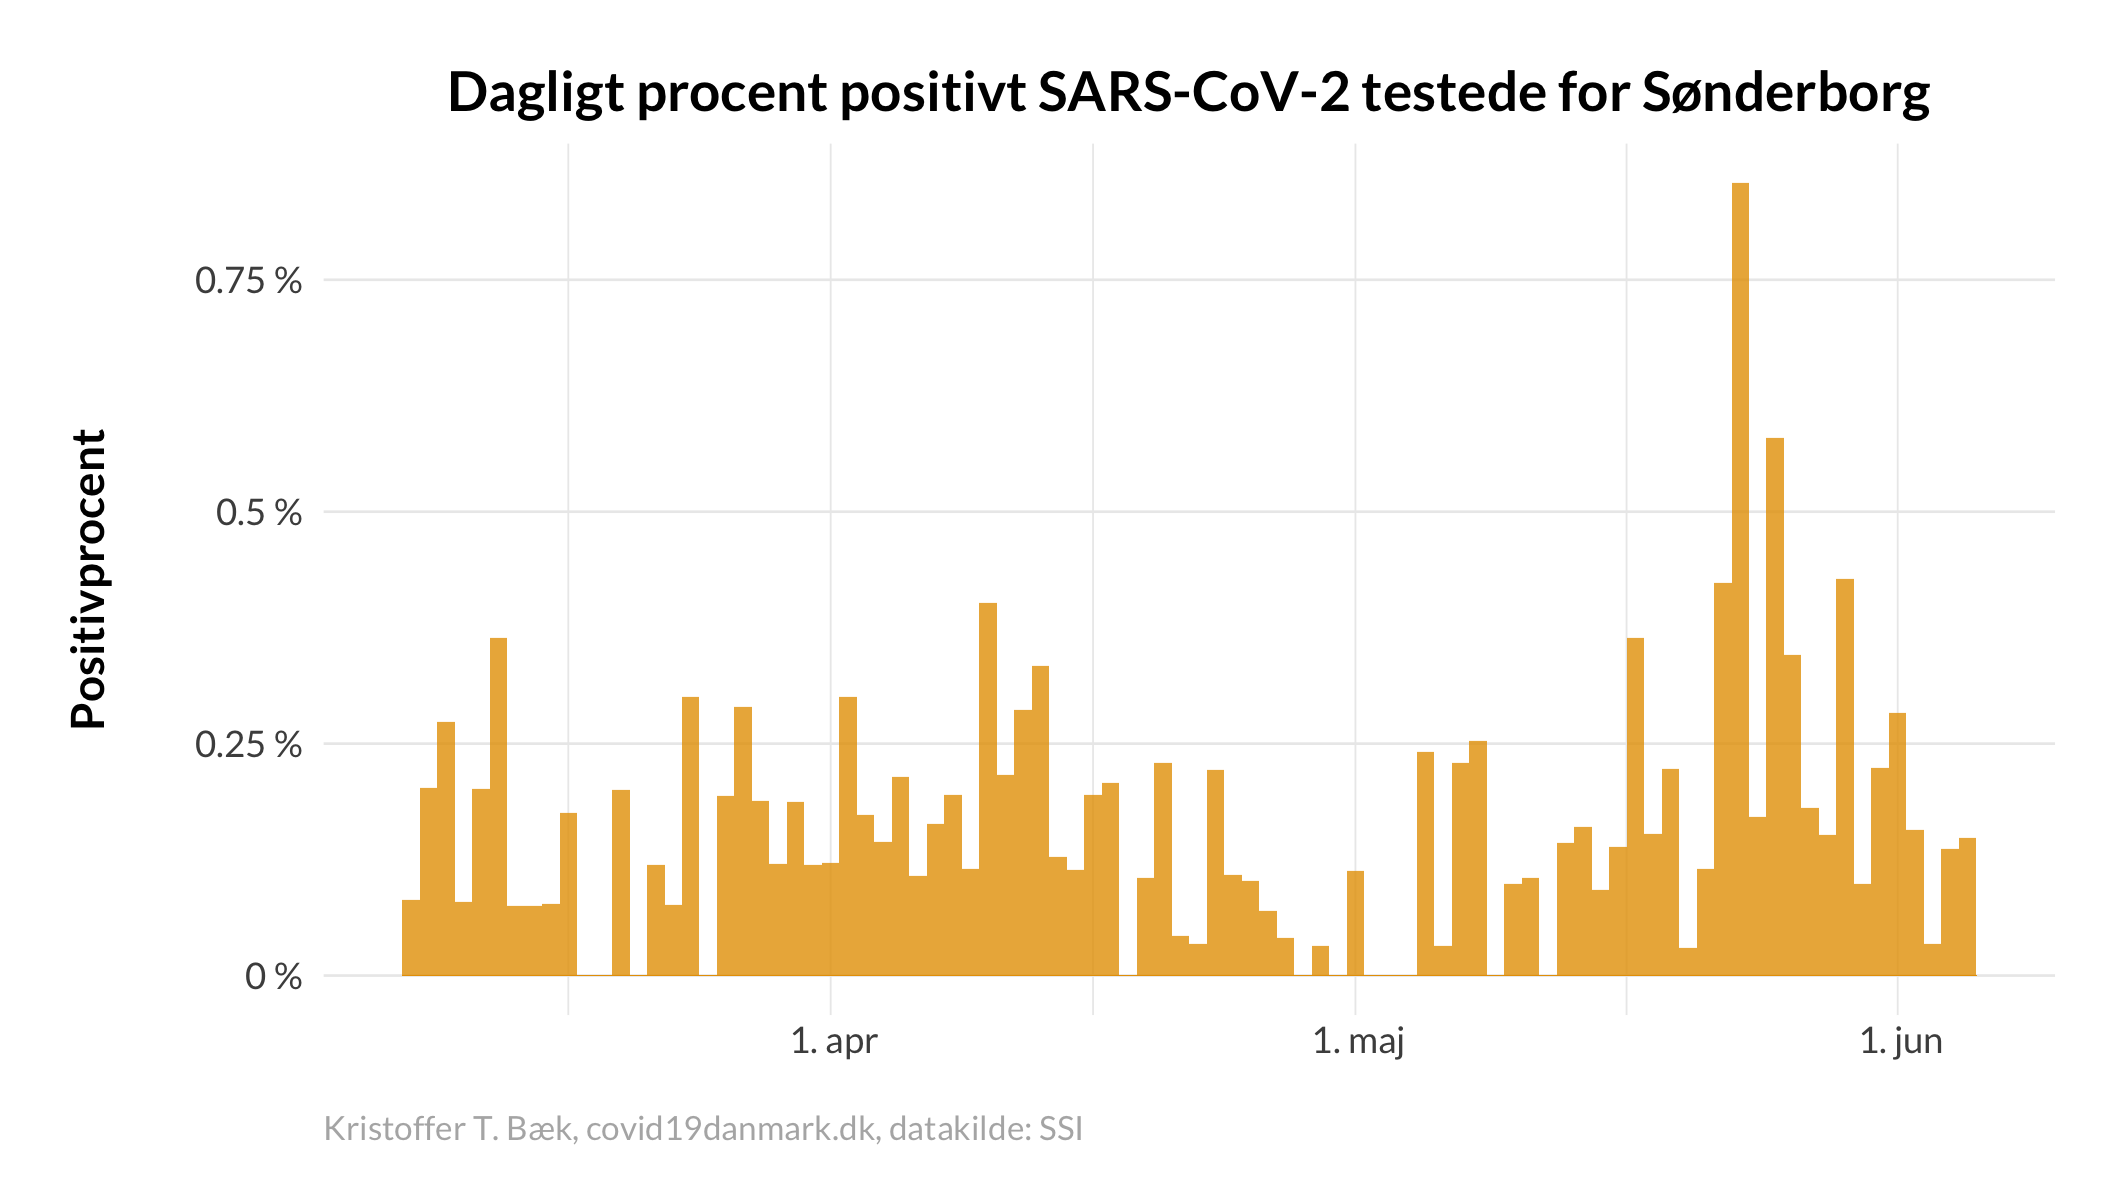 Dagligt procent positivt SARS-CoV-2 testede for Sønderborg
Positivprocent
0.75 %
0.5 %
0.25 %
0 %
1. apr
1. maj
1. jun
Kristoffer T. Bæk, covid19danmark.dk, datakilde: SSI